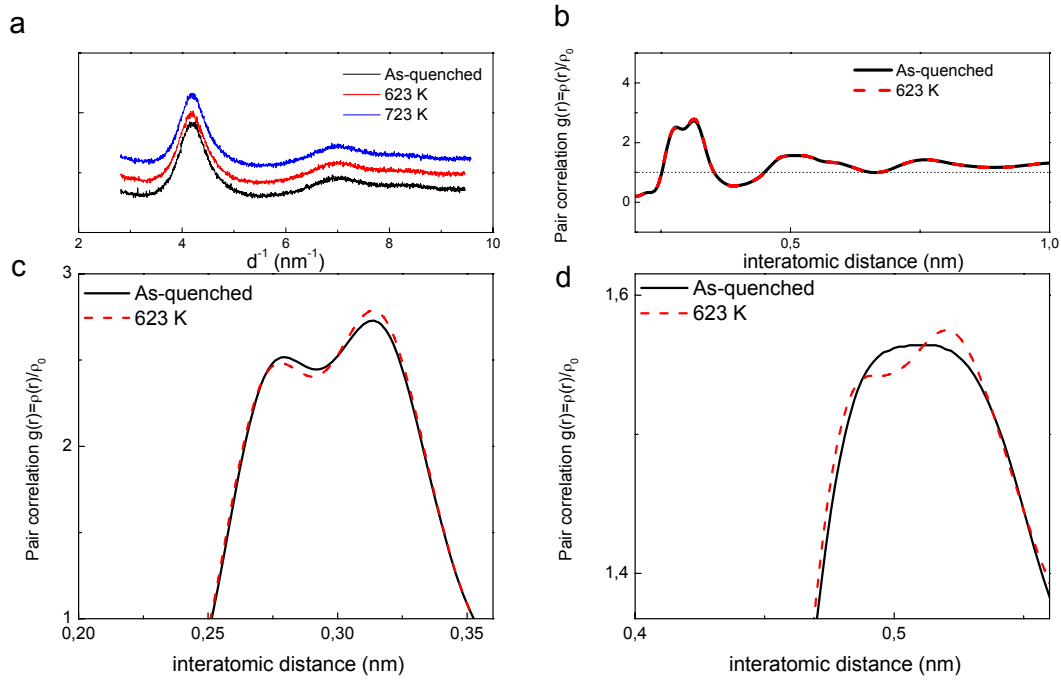 a
As-quenched
623 K
723 K
2
4
6
8
10
d⁻¹ (nm⁻¹)
b
Pair correlation g(r)=ρ(r)/ρ₀
4
2
0
As-quenched
623 K
0,5
1,0
interatomic distance (nm)
c
Pair correlation g(r)=ρ(r)/ρ₀
3
2
1
As-quenched
623 K
0,20
0,25
0,30
0,35
interatomic distance (nm)
d
Pair correlation g(r)=ρ(r)/ρ₀
1,6
1,4
As-quenched
623 K
0,4
0,5
interatomic distance (nm)